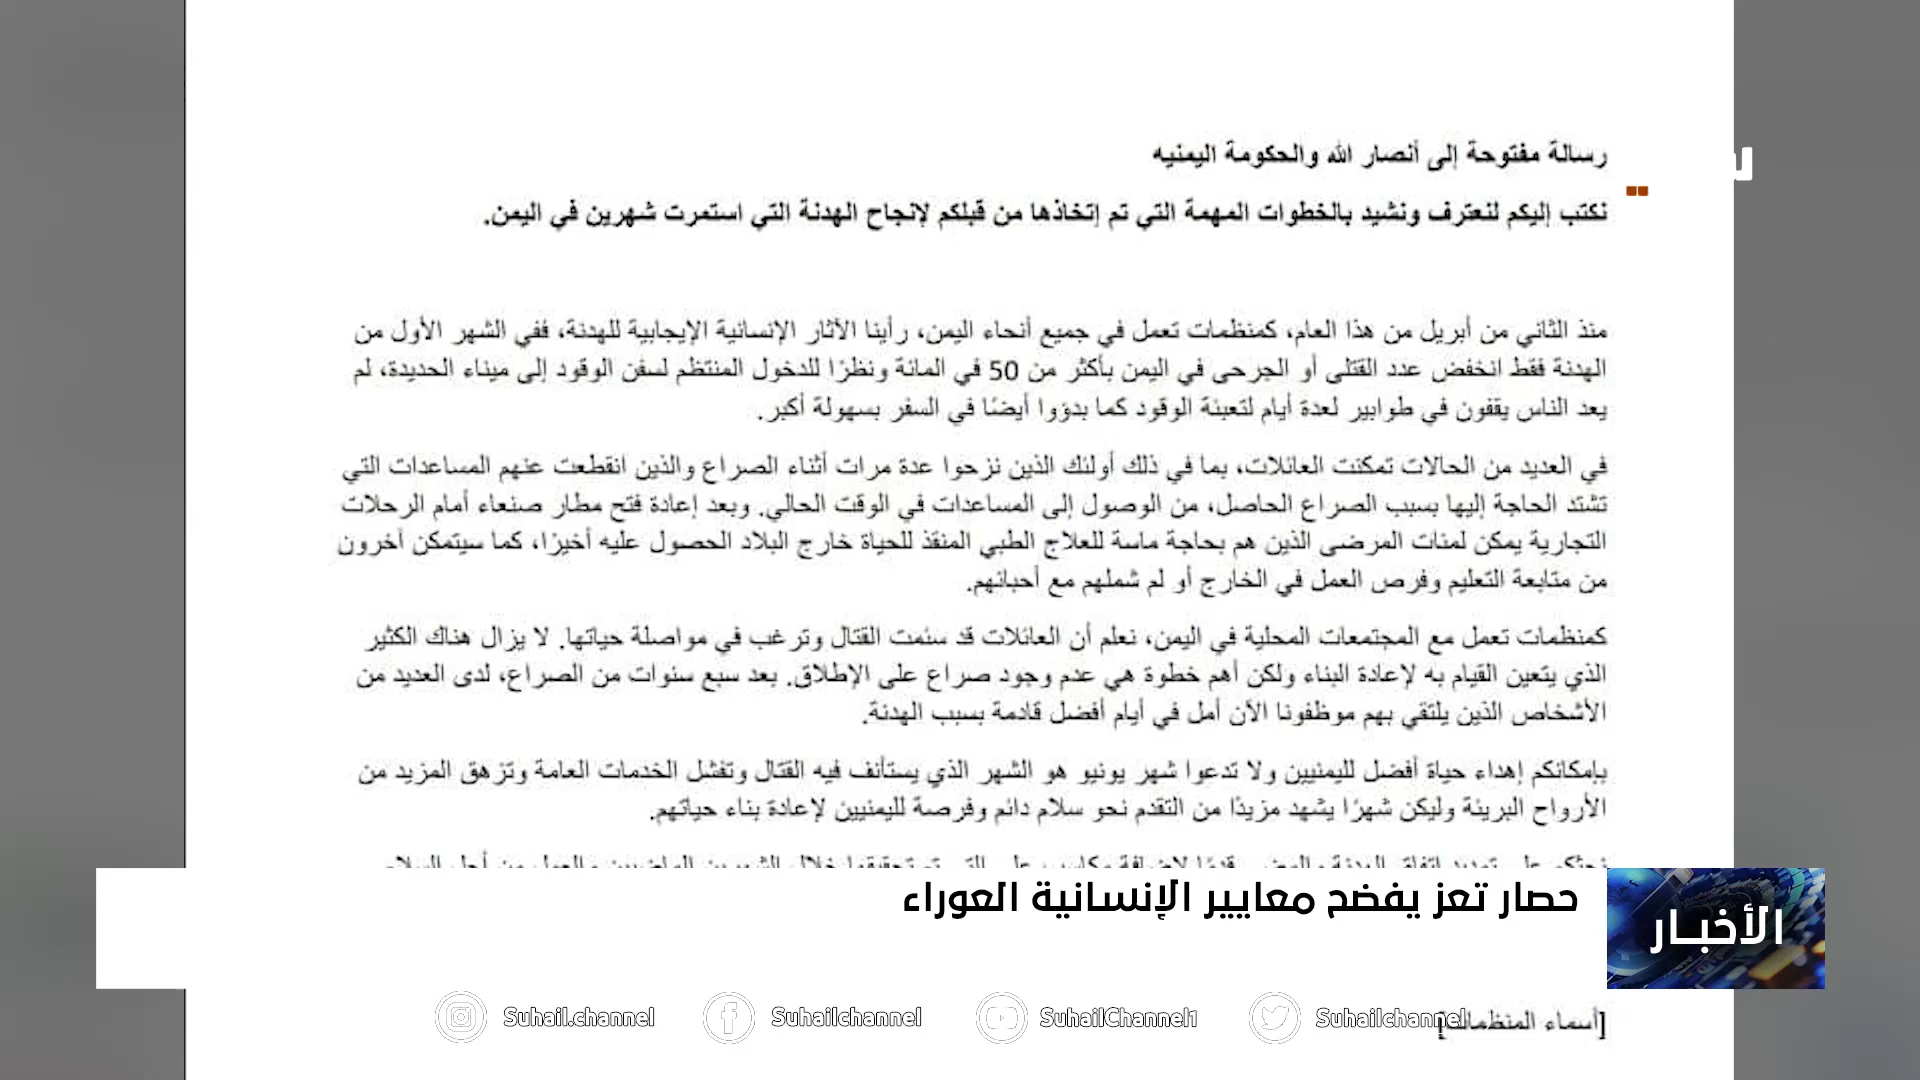 رسالة مفتوحة إلى أنصار الله والحكومة اليمنيه
نكتب إليكم لنعترف ونشيد بالخطوات المهمة التي تم إتخاذها من قبلكم لإنجاح الهدنة التي استمرت شهرين في اليمن.
منذ الثاني من أبريل من هذا العام، كمنظمات تعمل في جميع أنحاء اليمن، رأينا الآثار الإنسانية الإيجابية للهدنة، ففي الشهر الأول من
الهدنة فقط انخفض عدد القتلى أو الجرحى في اليمن بأكثر من 50 في المائة ونظرًا للدخول المنتظم لسفن الوقود إلى ميناء الحديدة، لم
يعد الناس يقفون في طوابير لعدة أيام لتعبئة الوقود كما بدؤوا أيضًا في السفر بسهولة أكبر.
في العديد من الحالات تمكنت العائلات، بما في ذلك أولئك الذين نزحوا عدة مرات أثناء الصراع والذين انقطعت عنهم المساعدات التي
تشتد الحاجة إليها بسبب الصراع الحاصل، من الوصول إلى المساعدات في الوقت الحالي. وبعد إعادة فتح مطار صنعاء أمام الرحلات
التجارية يمكن لمئات المرضى الذين هم بحاجة ماسة للعلاج الطبي المنقذ للحياة خارج البلاد الحصول عليه أخيرًا، كما سيتمكن أخرون
من متابعة التعليم وفرص العمل في الخارج أو لم شملهم مع أحبائهم.
كمنظمات تعمل مع المجتمعات المحلية في اليمن، نعلم أن العائلات قد سئمت القتال وترغب في مواصلة حياتها. لا يزال هناك الكثير
الذي يتعين القيام به لإعادة البناء ولكن أهم خطوة هي عدم وجود صراع على الإطلاق. بعد سبع سنوات من الصراع، لدى العديد من
الأشخاص الذين يلتقي بهم موظفونا الآن أمل في أيام أفضل قادمة بسبب الهدنة.
بإمكانكم إهداء حياة أفضل لليمنيين ولا تدعوا شهر يونيو هو الشهر الذي يستأنف فيه القتال وتفشل الخدمات العامة وتزهق المزيد من
الأرواح البريئة وليكن شهرًا يشهد مزيدًا من التقدم نحو سلام دائم وفرصة لليمنيين لإعادة بناء حياتهم.
حصار تعز يفضح معايير الإنسانية العوراء
الأخبـار
Suhail.channel Suhailchannel SuhailChannel1 Suhailchannel
[أسماء المنظمات]